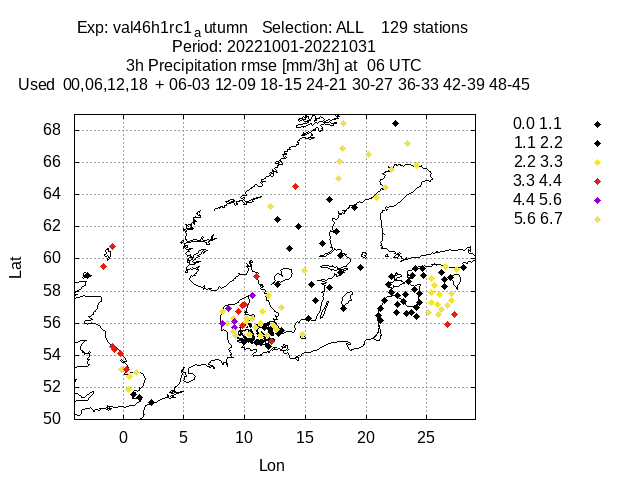 Exp: val46h1rc1autumn   Selection: ALL    129 stations
Period: 20221001-20221031
3h Precipitation rmse [mm/3h] at  06 UTC
Used  00,06,12,18  + 06-03 12-09 18-15 24-21 30-27 36-33 42-39 48-45
0.0 1.1
1.1 2.2
2.2 3.3
3.3 4.4
4.4 5.6
5.6 6.7
68
66
64
62
60
58
56
54
52
50
Lat
0 5 10 15 20 25
Lon